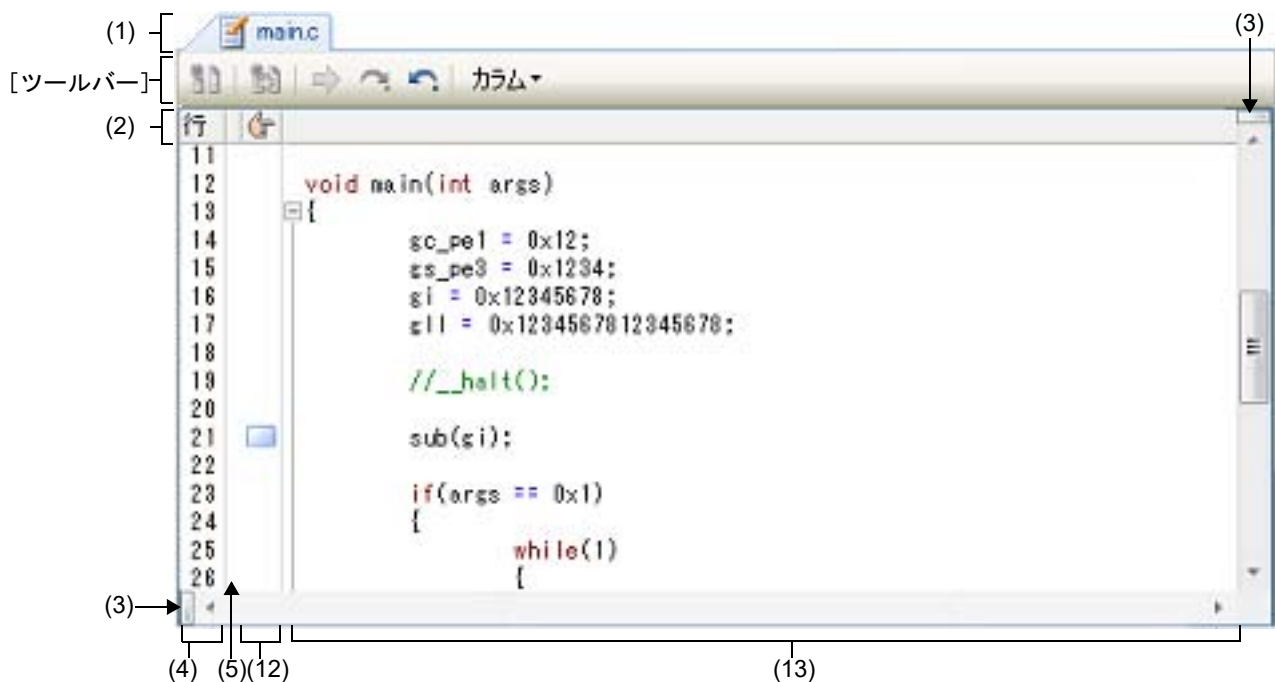 (1) main.c (3)
[ツールバー] カラム
(2) 行
11
12 void main(int args)
13 {
14 gc_pe1 = 0x12;
15 gs_pe3 = 0x1234;
16 gi = 0x12345678;
17 gll = 0x1234567812345678;
18
19 //__halt();
20
21 sub(gi);
22
23 if(args == 0x1)
24 {
25 while(1)
26 {
(3)
(4) (5) (12) (13)